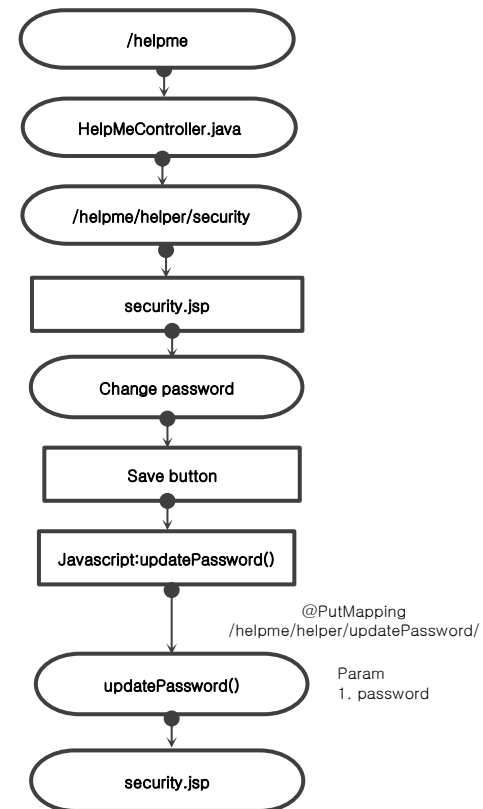 /helpme
HelpMeController.java
/helpme/helper/security
security.jsp
Change password
Save button
Javascript:updatePassword()
@PutMapping
/helpme/helper/updatePassword/
updatePassword()
Param
1. password
security.jsp